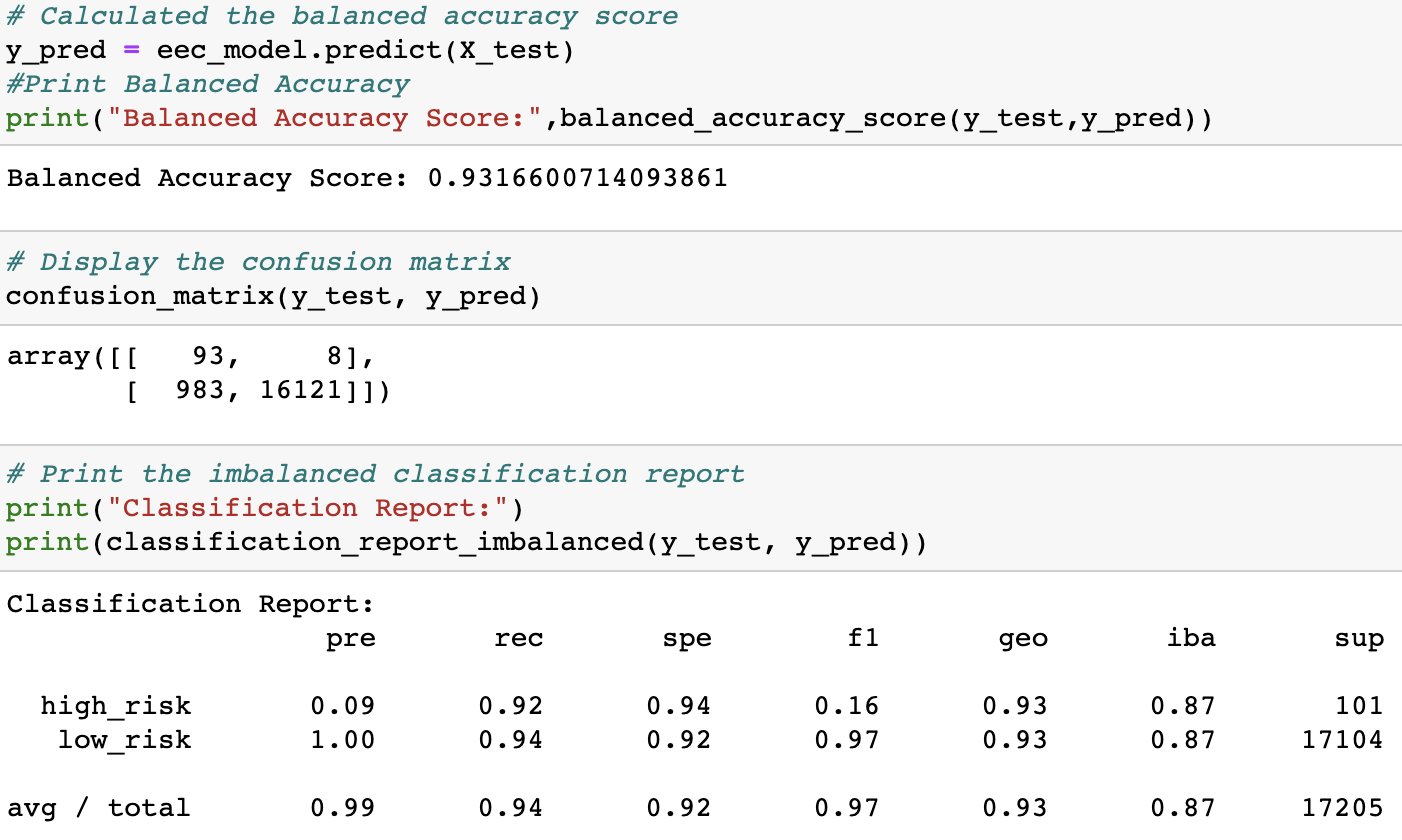 # Calculated the balanced accuracy score
y_pred = eec_model.predict(X_test)
#Print Balanced Accuracy
print("Balanced Accuracy Score:",balanced_accuracy_score(y_test,y_pred))
Balanced Accuracy Score: 0.9316600714093861
# Display the confusion matrix
confusion_matrix(y_test, y_pred)
array([[   93,     8],
       [  983, 16121]])
# Print the imbalanced classification report
print("Classification Report:")
print(classification_report_imbalanced(y_test, y_pred))
Classification Report:
                   pre       rec       spe        f1       geo       iba       sup
  high_risk       0.09      0.92      0.94      0.16      0.93      0.87       101
   low_risk       1.00      0.94      0.92      0.97      0.93      0.87     17104
avg / total       0.99      0.94      0.92      0.97      0.93      0.87     17205